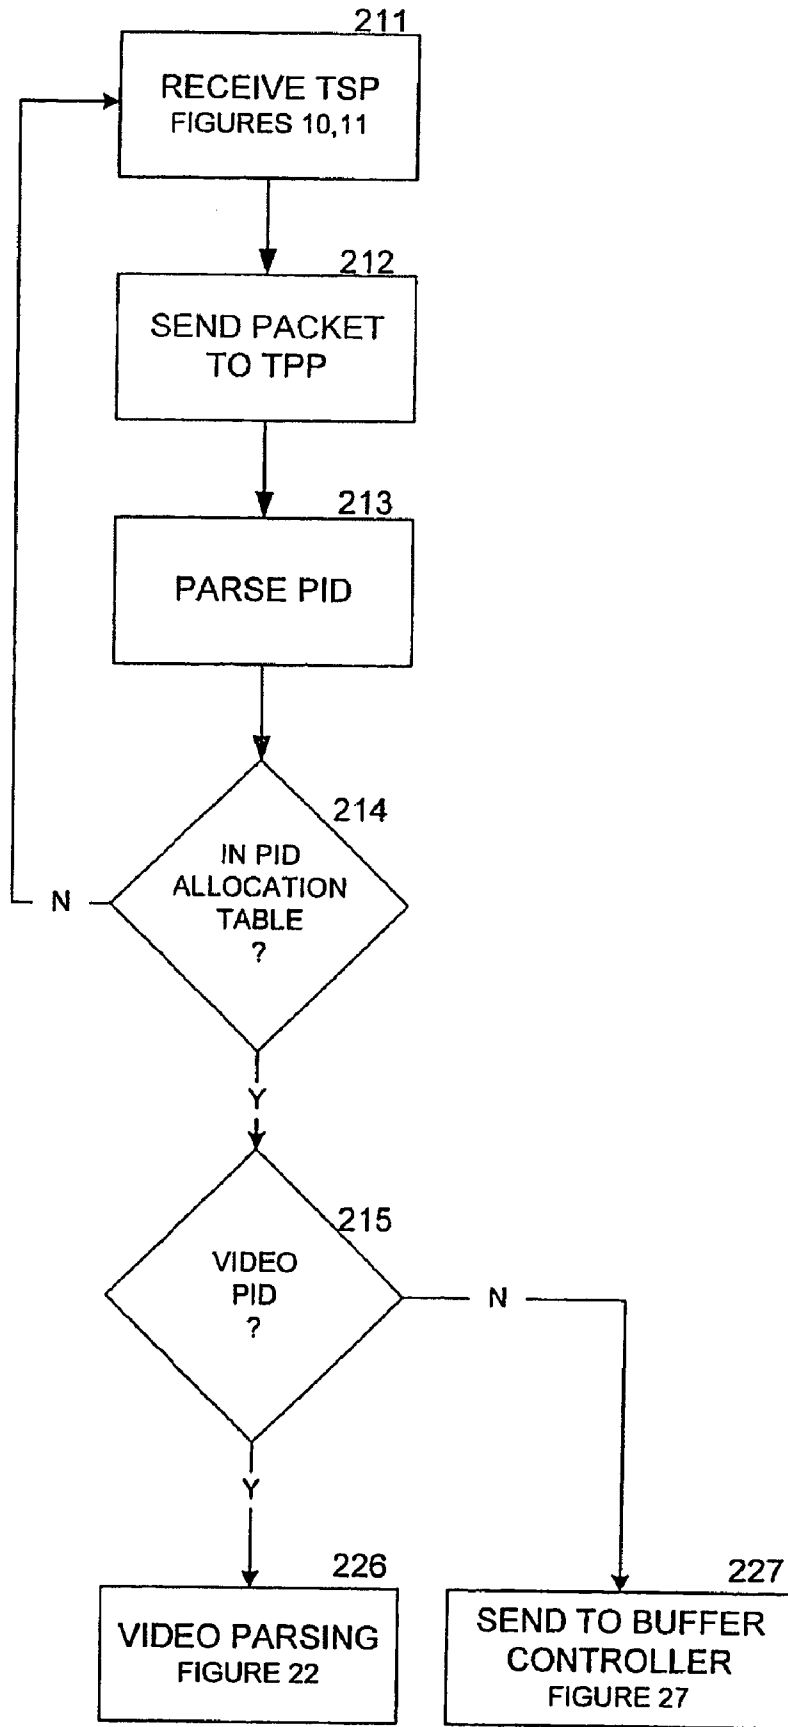 211
RECEIVE TSP
FIGURES 10,11
212
SEND PACKET
TO TPP
213
PARSE PID
214
IN PID
ALLOCATION
TABLE
?
N
Y
215
VIDEO
PID
?
N
Y
226
VIDEO PARSING
FIGURE 22
227
SEND TO BUFFER
CONTROLLER
FIGURE 27